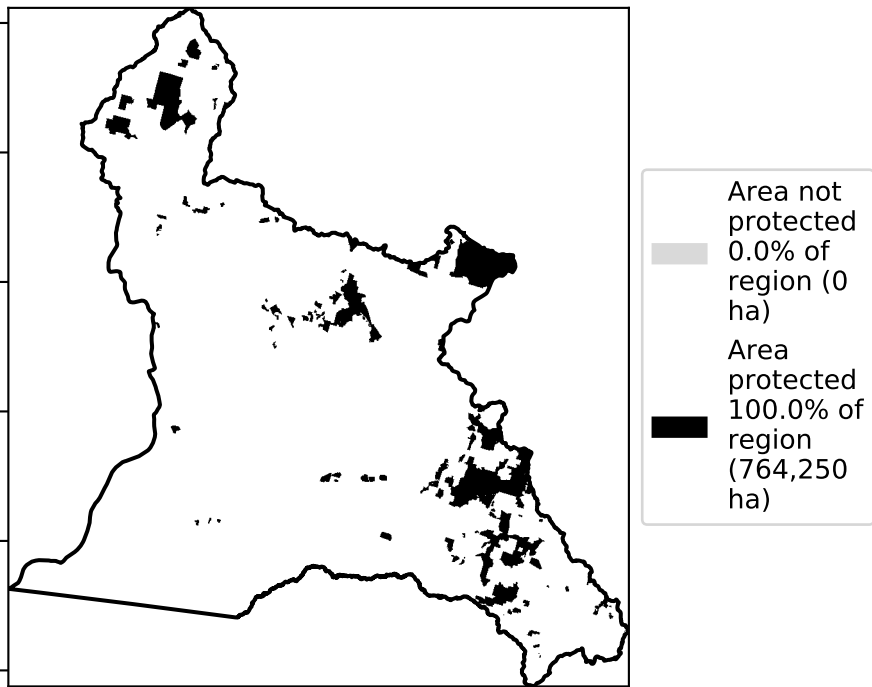 Area not
protected
0.0% of
region (0
ha)
Area
protected
100.0% of
region
(764,250
ha)